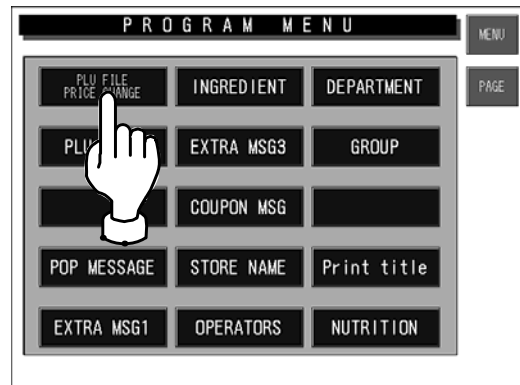 PROGRAM MENU
MENU
PLU FILE
PRICE CHANGE
INGREDIENT
DEPARTMENT
PAGE
PLU
EXTRA MSG3
GROUP
COUPON MSG
POP MESSAGE
STORE NAME
Print title
EXTRA MSG1
OPERATORS
NUTRITION